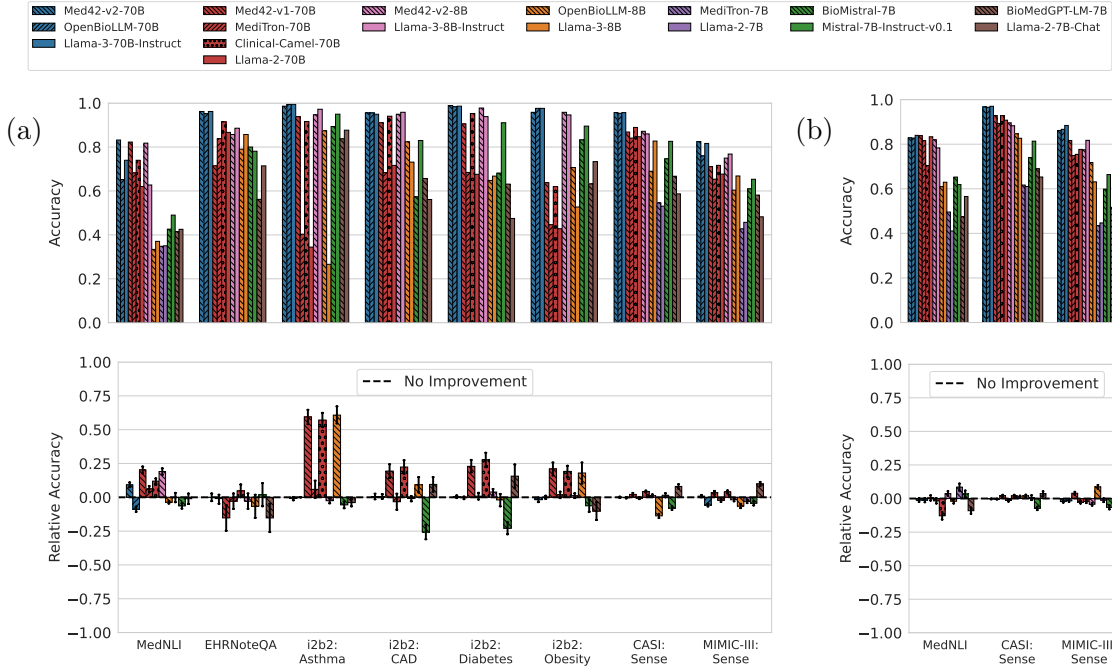 Med42-v2-70B Med42-v1-70B Med42-v2-8B OpenBioLLM-8B MediTron-7B BioMistral-7B BioMedGPT-LM-7B
OpenBioLLM-70B MediTron-70B Llama-3-8B-Instruct Llama-3-8B Llama-2-7B Mistral-7B-Instruct-v0.1 Llama-2-7B-Chat
Llama-3-70B-Instruct Clinical-Camel-70B
Llama-2-70B
(a)
Accuracy
1.0
0.8
0.6
0.4
0.2
0.0
(b)
Accuracy
1.0
0.8
0.6
0.4
0.2
0.0
Relative Accuracy
1.00
0.75
0.50
0.25
0.00
−0.25
−0.50
−0.75
−1.00
No Improvement
MedNLI EHRNoteQA i2b2: i2b2: i2b2: i2b2: CASI: MIMIC-III:
Asthma CAD Diabetes Obesity Sense Sense
Relative Accuracy
1.00
0.75
0.50
0.25
0.00
−0.25
−0.50
−0.75
−1.00
No Improvement
MedNLI CASI: MIMIC-III:
Sense Sense